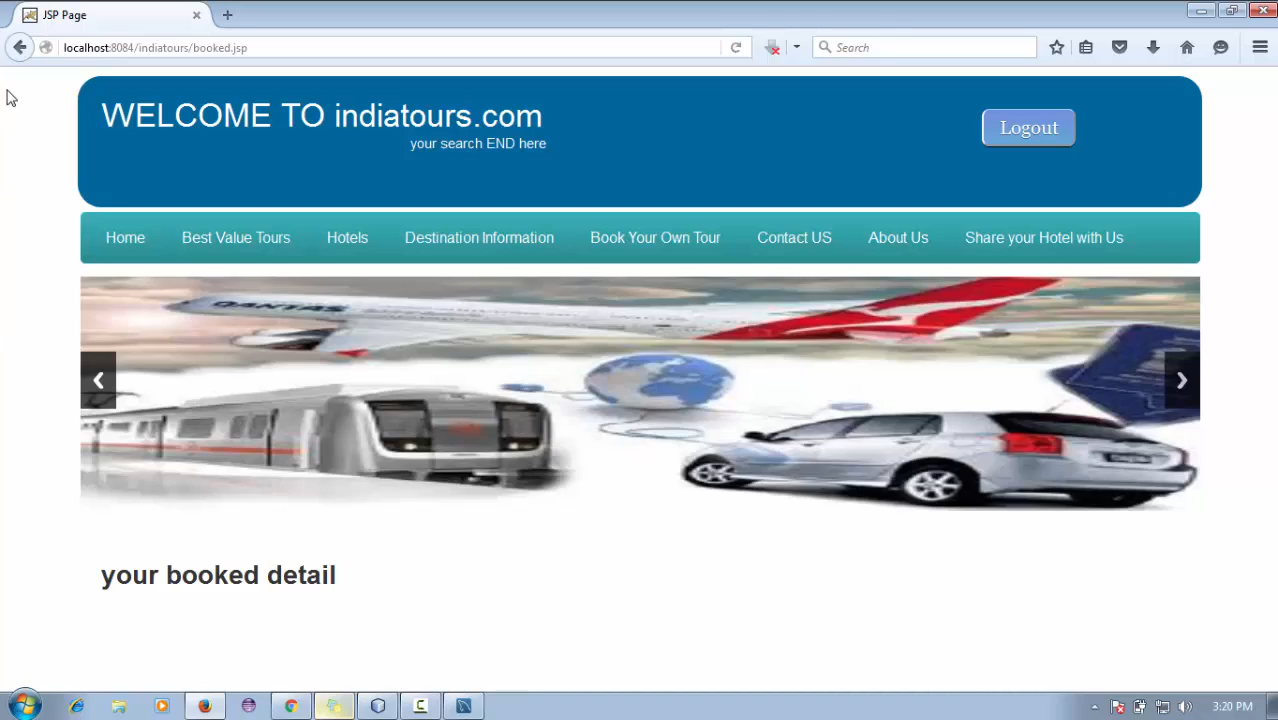 JSP Page
localhost:8084/indiatours/booked.jsp
Search
WELCOME TO indiatours.com
your search END here
Logout
Home Best Value Tours Hotels Destination Information Book Your Own Tour Contact US About Us Share your Hotel with Us
QANTAS
your booked detail
3:20 PM